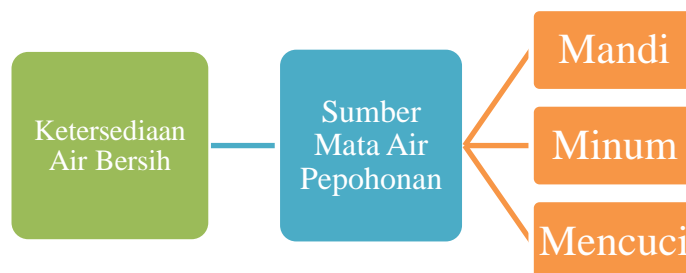 Ketersediaan
Air Bersih
Sumber
Mata Air
Pepohonan
Mandi
Minum
Mencuci